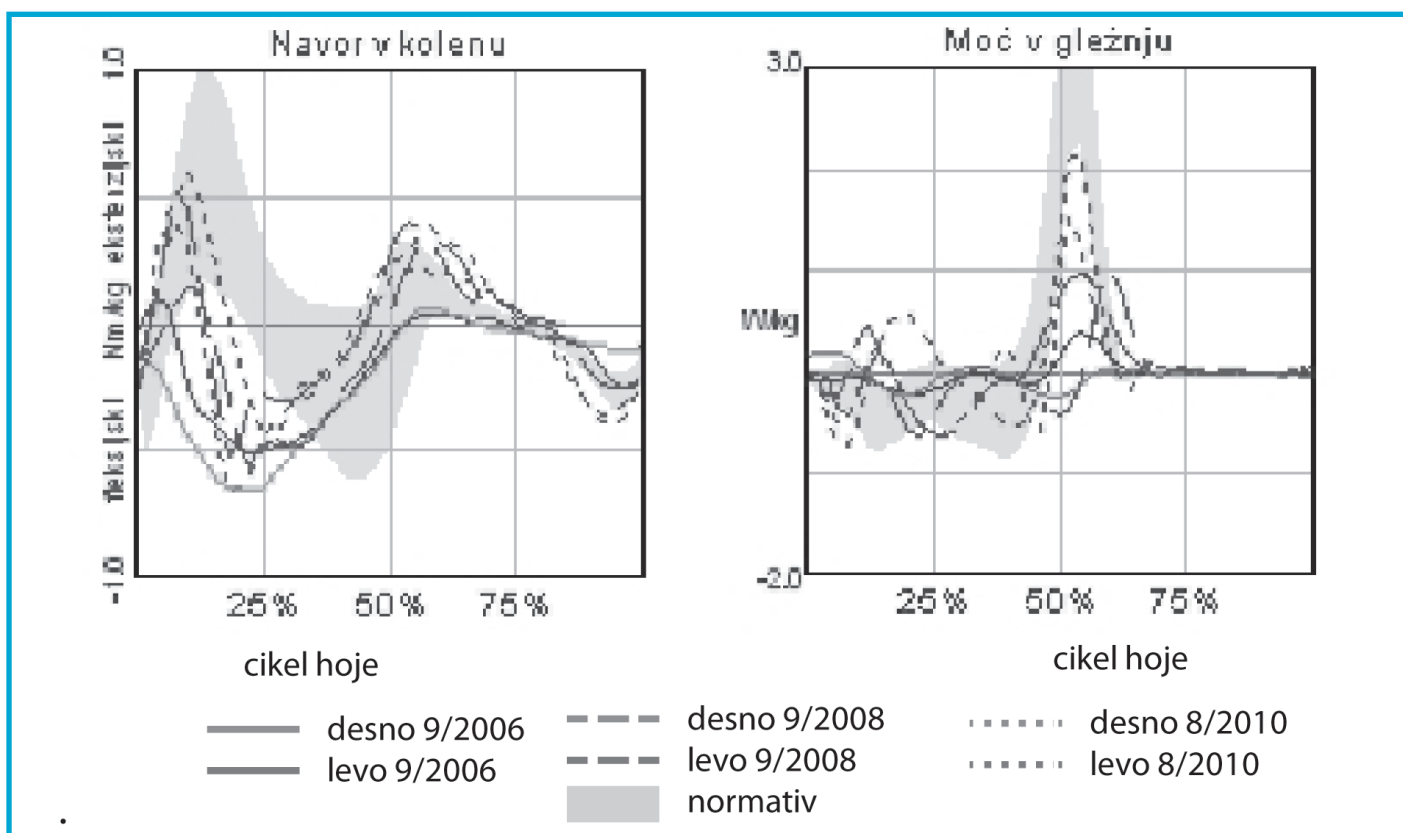 Navor v kolenu
Moč v gležnju
1.0
Nm/kg
-1.0
25%
50%
75%
cikel hoje
3.0
W/kg
-2.0
25%
50%
75%
cikel hoje
desno 9/2006
levo 9/2006
desno 9/2008
levo 9/2008
normativ
desno 8/2010
levo 8/2010